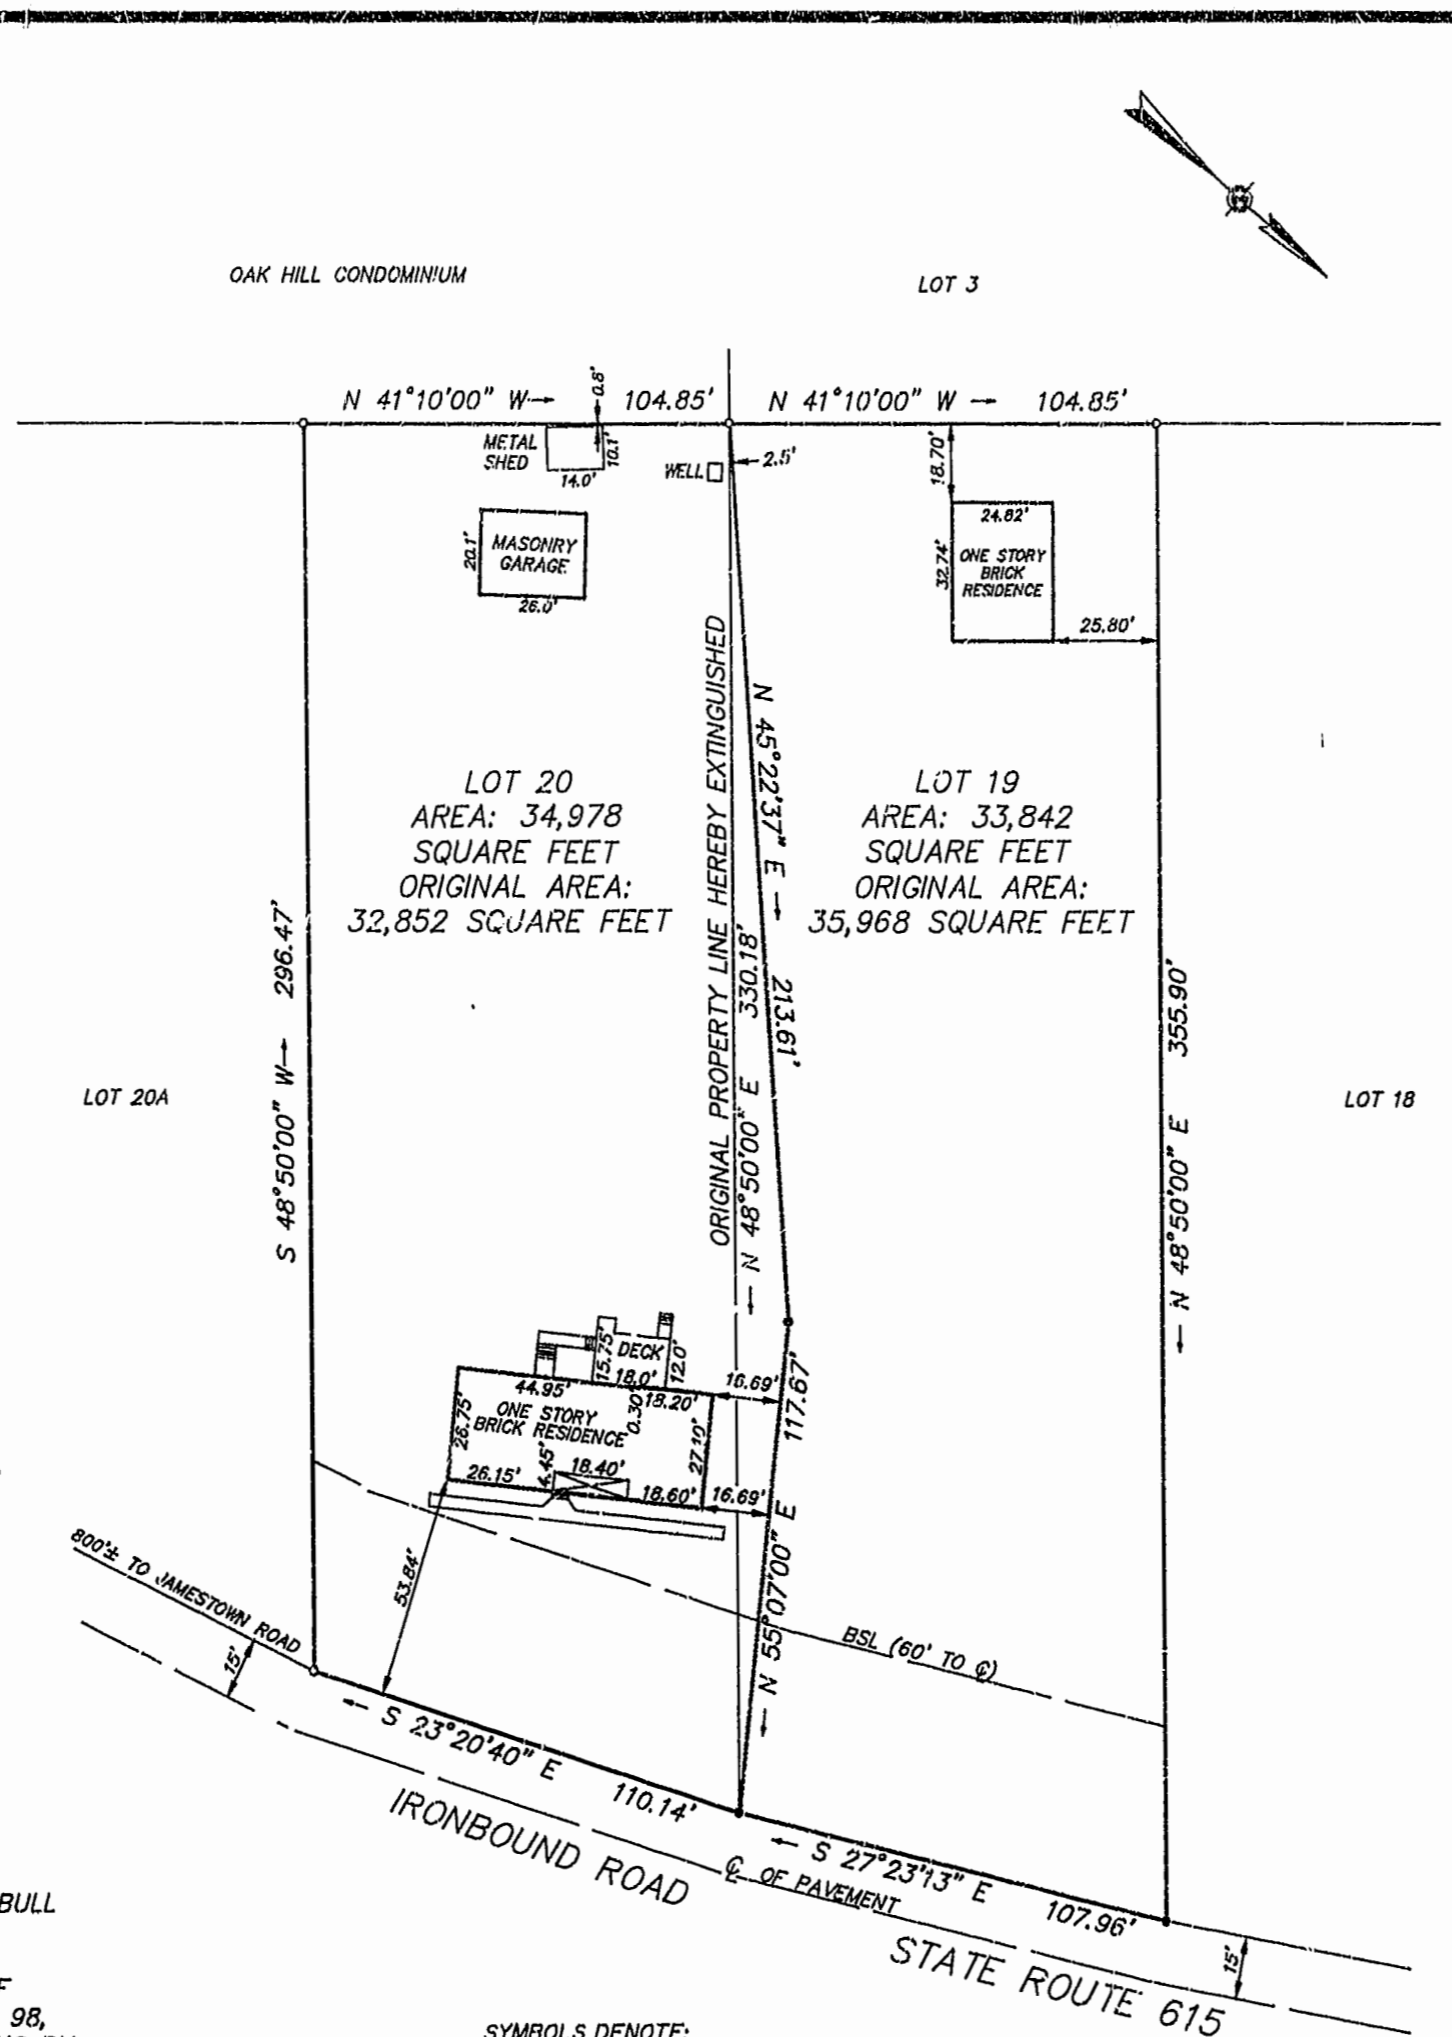 OAK HILL CONDOMINIUM
LOT 3
N 41°10'00" W
104.85'
N 41°10'00" W
104.85'
0.8'
METAL
SHED
10.1'
14.0'
WELL
2.5'
18.70'
24.82'
32.74'
ONE STORY
BRICK
RESIDENCE
25.80'
20.1'
MASONRY
GARAGE
26.0'
ORIGINAL PROPERTY LINE HEREBY EXTINGUISHED
N 48°50'00" E 330.18'
N 45°22'37" E 213.61'
LOT 20
AREA: 34,978
SQUARE FEET
ORIGINAL AREA:
32,852 SQUARE FEET
LOT 19
AREA: 33,842
SQUARE FEET
ORIGINAL AREA:
35,968 SQUARE FEET
S 48°50'00" W 296.47'
N 48°50'00" E 355.90'
LOT 20A
LOT 18
DECK
15.75'
18.0'
12.0'
44.95'
0.30'
18.20'
16.69'
ONE STORY
BRICK RESIDENCE
27.10'
26.15'
4.45'
18.40'
18.60'
16.69'
N 55°07'00" E 117.67'
53.84'
800'± TO JAMESTOWN ROAD
15'
BSL (60' TO ℄)
S 23°20'40" E 110.14'
S 27°23'13" E 107.96'
IRONBOUND ROAD
℄ OF PAVEMENT
STATE ROUTE 615
15'
BULL
98,
SYMBOLS DENOTE: